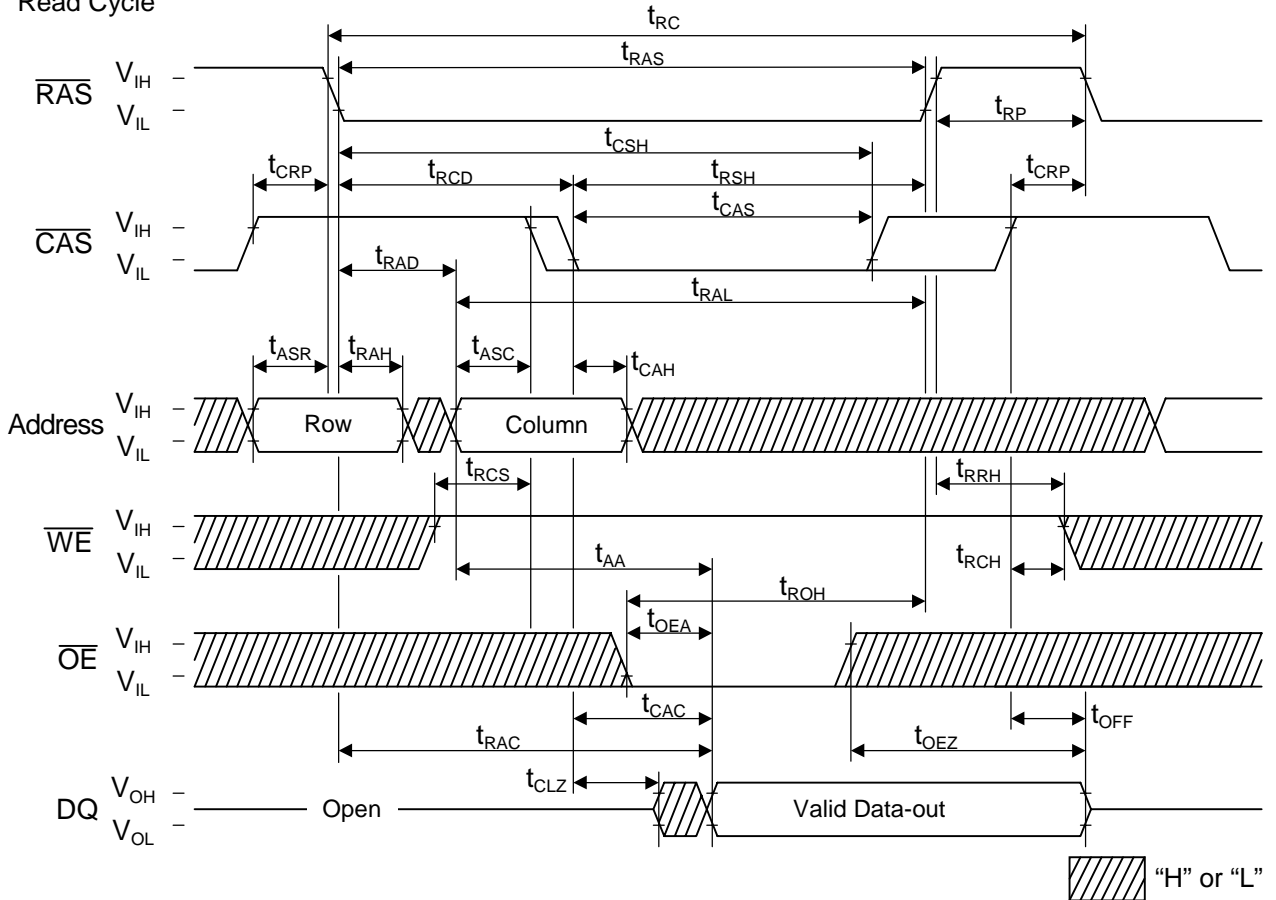 Read Cycle
tRC
tRAS
RAS
VIH
VIL
tRP
tCSH
tCRP
tRCD
tRSH
tCRP
tCAS
CAS
VIH
VIL
tRAD
tRAL
tASR
tRAH
tASC
tCAH
Address
VIH
VIL
Row
Column
tRCS
tRRH
WE
VIH
VIL
tAA
tRCH
tROH
tOEA
OE
VIH
VIL
tCAC
tOFF
tRAC
tOEZ
tCLZ
DQ
VOH
VOL
Open
Valid Data-out
“H” or “L”